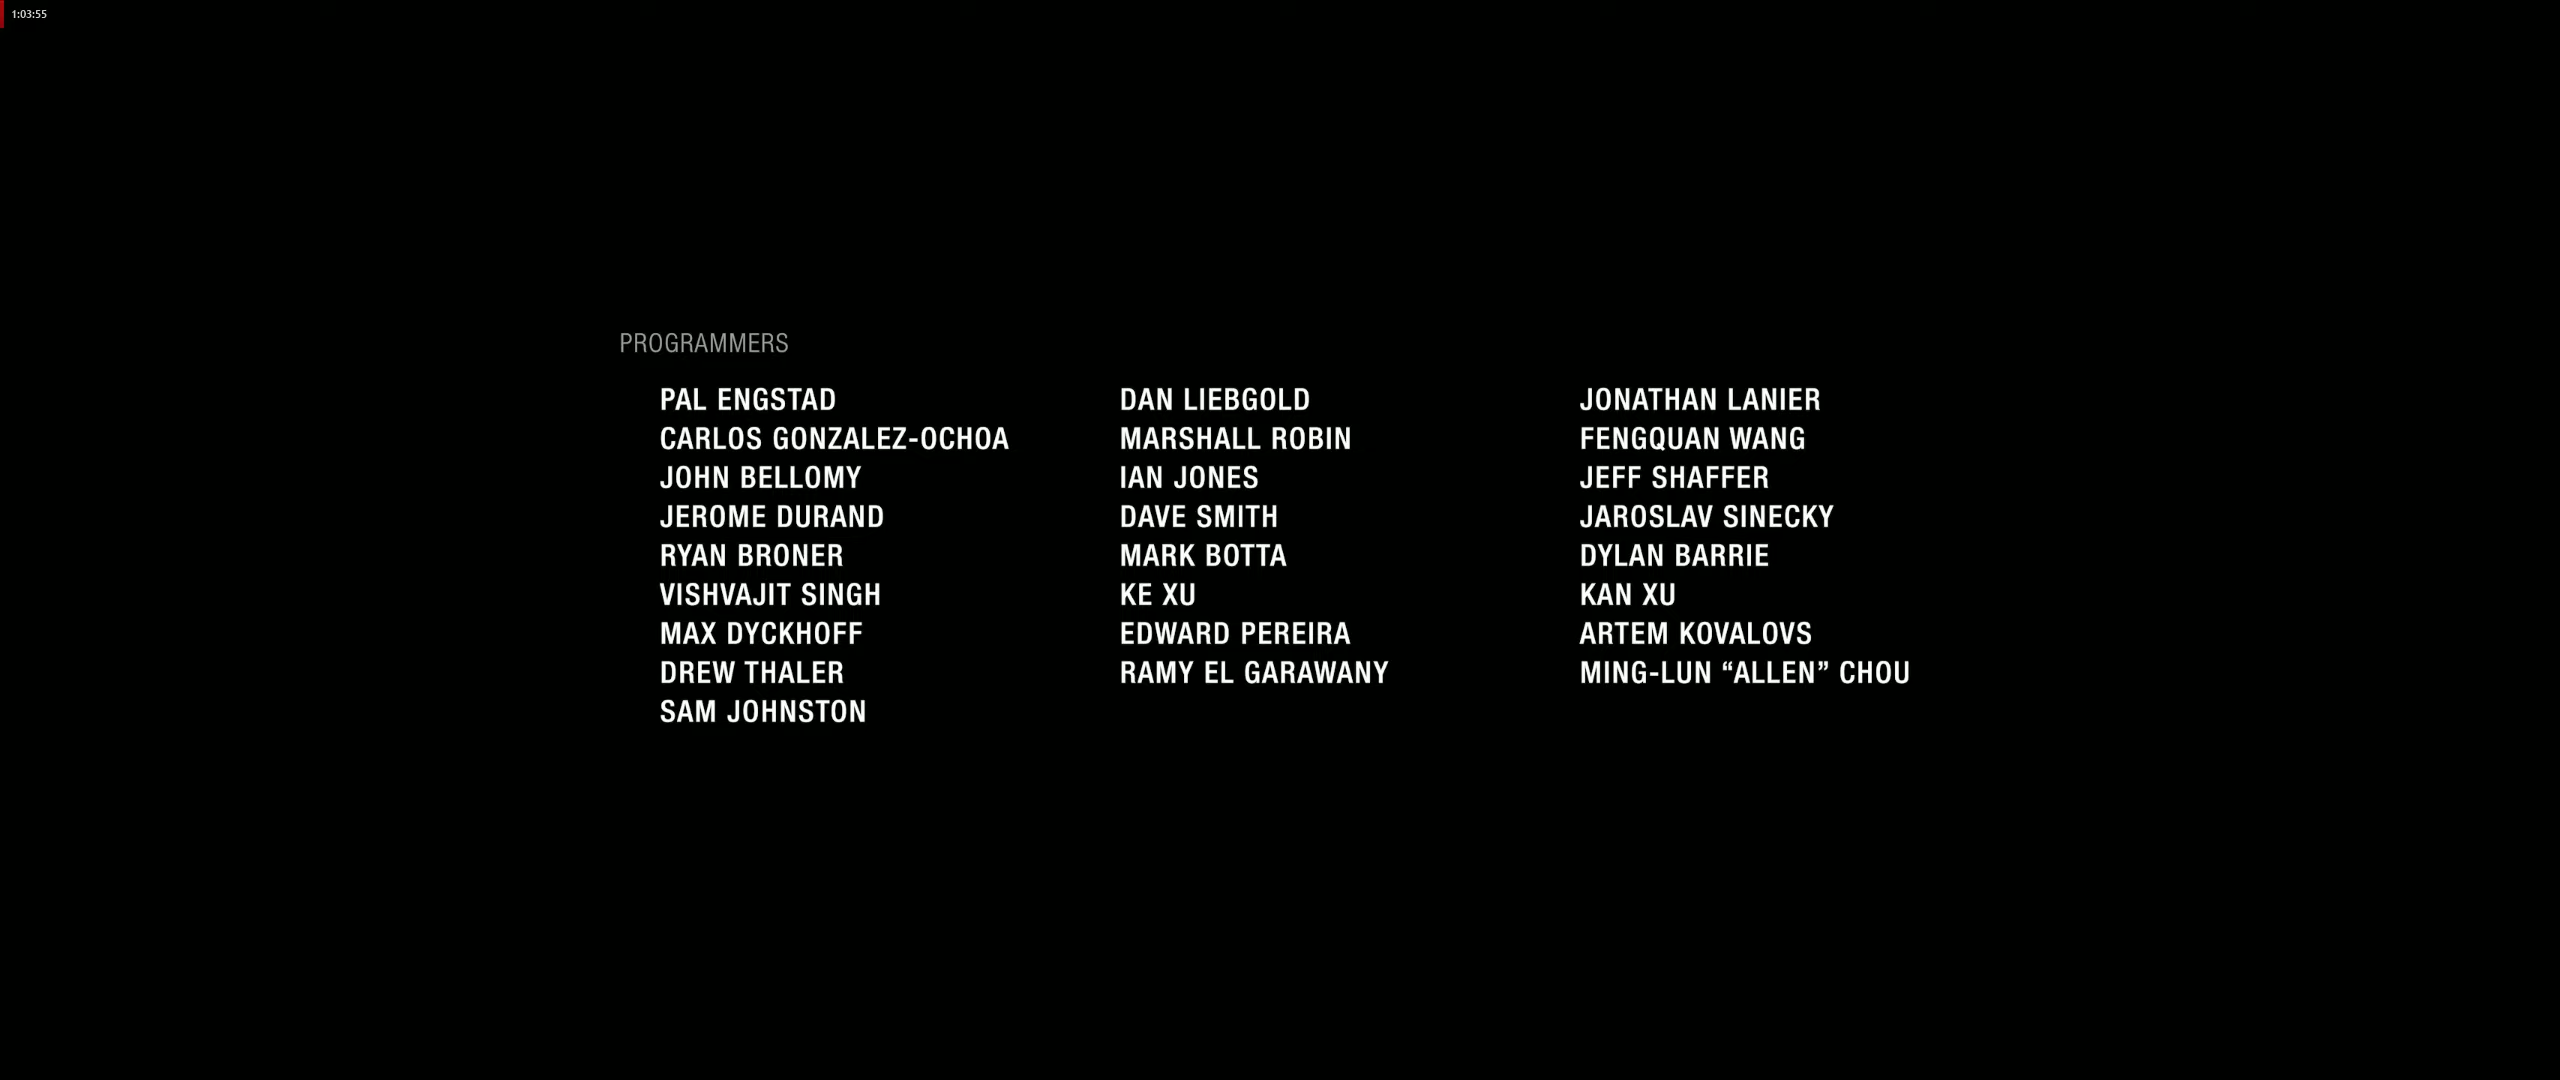 1:03:55
PROGRAMMERS
PAL ENGSTAD
CARLOS GONZALEZ-OCHOA
JOHN BELLOMY
JEROME DURAND
RYAN BRONER
VISHVAJIT SINGH
MAX DYCKHOFF
DREW THALER
SAM JOHNSTON
DAN LIEBGOLD
MARSHALL ROBIN
IAN JONES
DAVE SMITH
MARK BOTTA
KE XU
EDWARD PEREIRA
RAMY EL GARAWANY
JONATHAN LANIER
FENGQUAN WANG
JEFF SHAFFER
JAROSLAV SINECKY
DYLAN BARRIE
KAN XU
ARTEM KOVALOVS
MING-LUN “ALLEN” CHOU